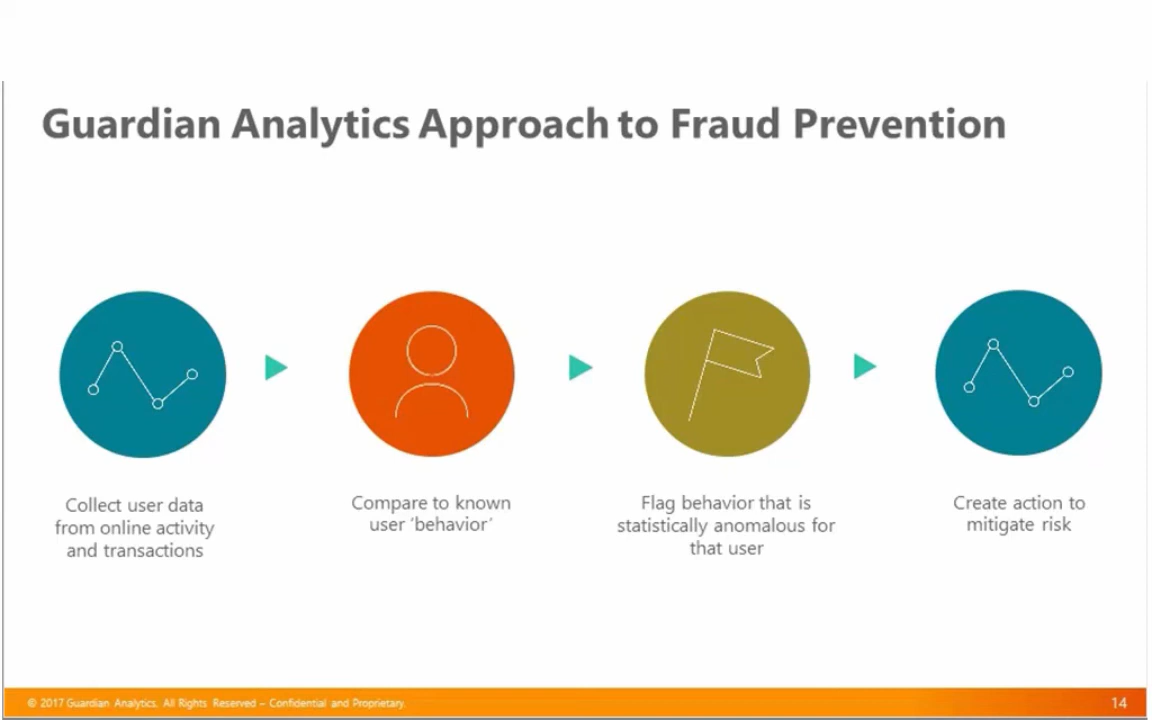 Guardian Analytics Approach to Fraud Prevention
Collect user data
from online activity
and transactions
Compare to known
user ‘behavior’
Flag behavior that is
statistically anomalous for
that user
Create action to
mitigate risk
© 2017 Guardian Analytics. All Rights Reserved – Confidential and Proprietary.
14